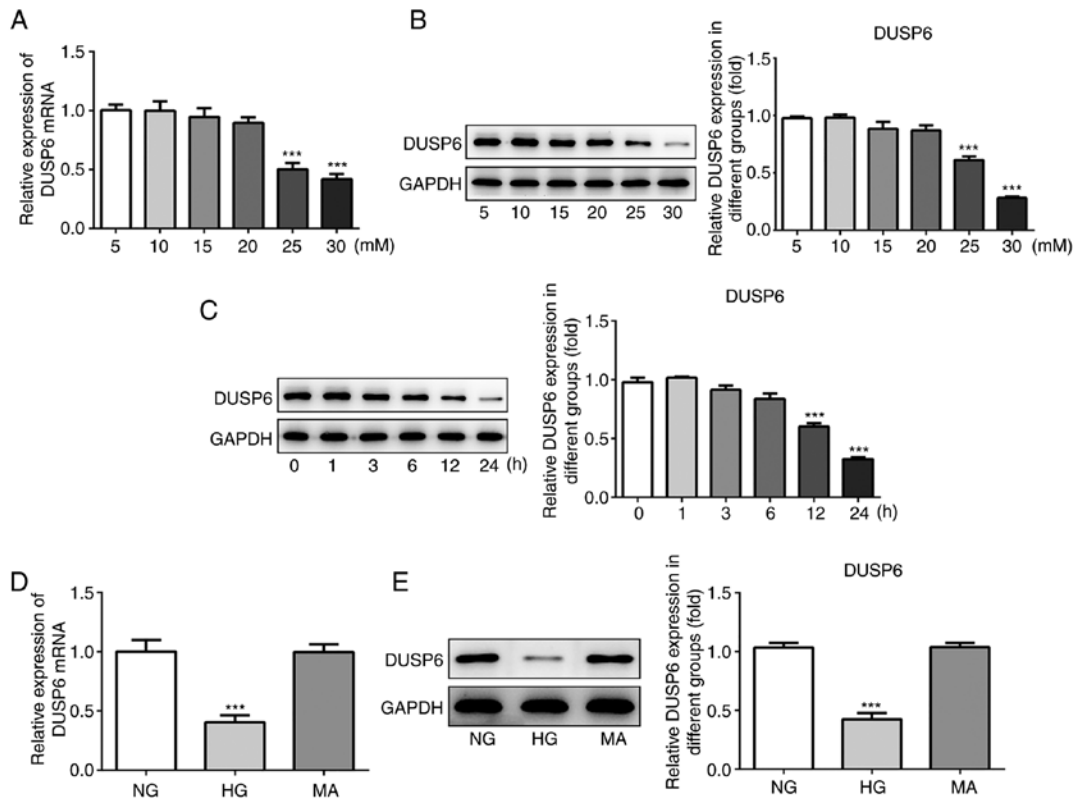 A
Relative expression of
DUSP6 mRNA
1.5
1.0
0.5
0.0
***
***
5 10 15 20 25 30 (mM)
B
DUSP6
GAPDH
5 10 15 20 25 30
DUSP6
Relative DUSP6 expression in
different groups (fold)
1.5
1.0
0.5
0.0
***
***
5 10 15 20 25 30 (mM)
C
DUSP6
GAPDH
0 1 3 6 12 24 (h)
DUSP6
Relative DUSP6 expression in
different groups (fold)
1.5
1.0
0.5
0.0
***
***
0 1 3 6 12 24 (h)
D
Relative expression of
DUSP6 mRNA
1.5
1.0
0.5
0.0
***
NG HG MA
E
DUSP6
GAPDH
NG HG MA
DUSP6
Relative DUSP6 expression in
different groups (fold)
1.5
1.0
0.5
0.0
***
NG HG MA